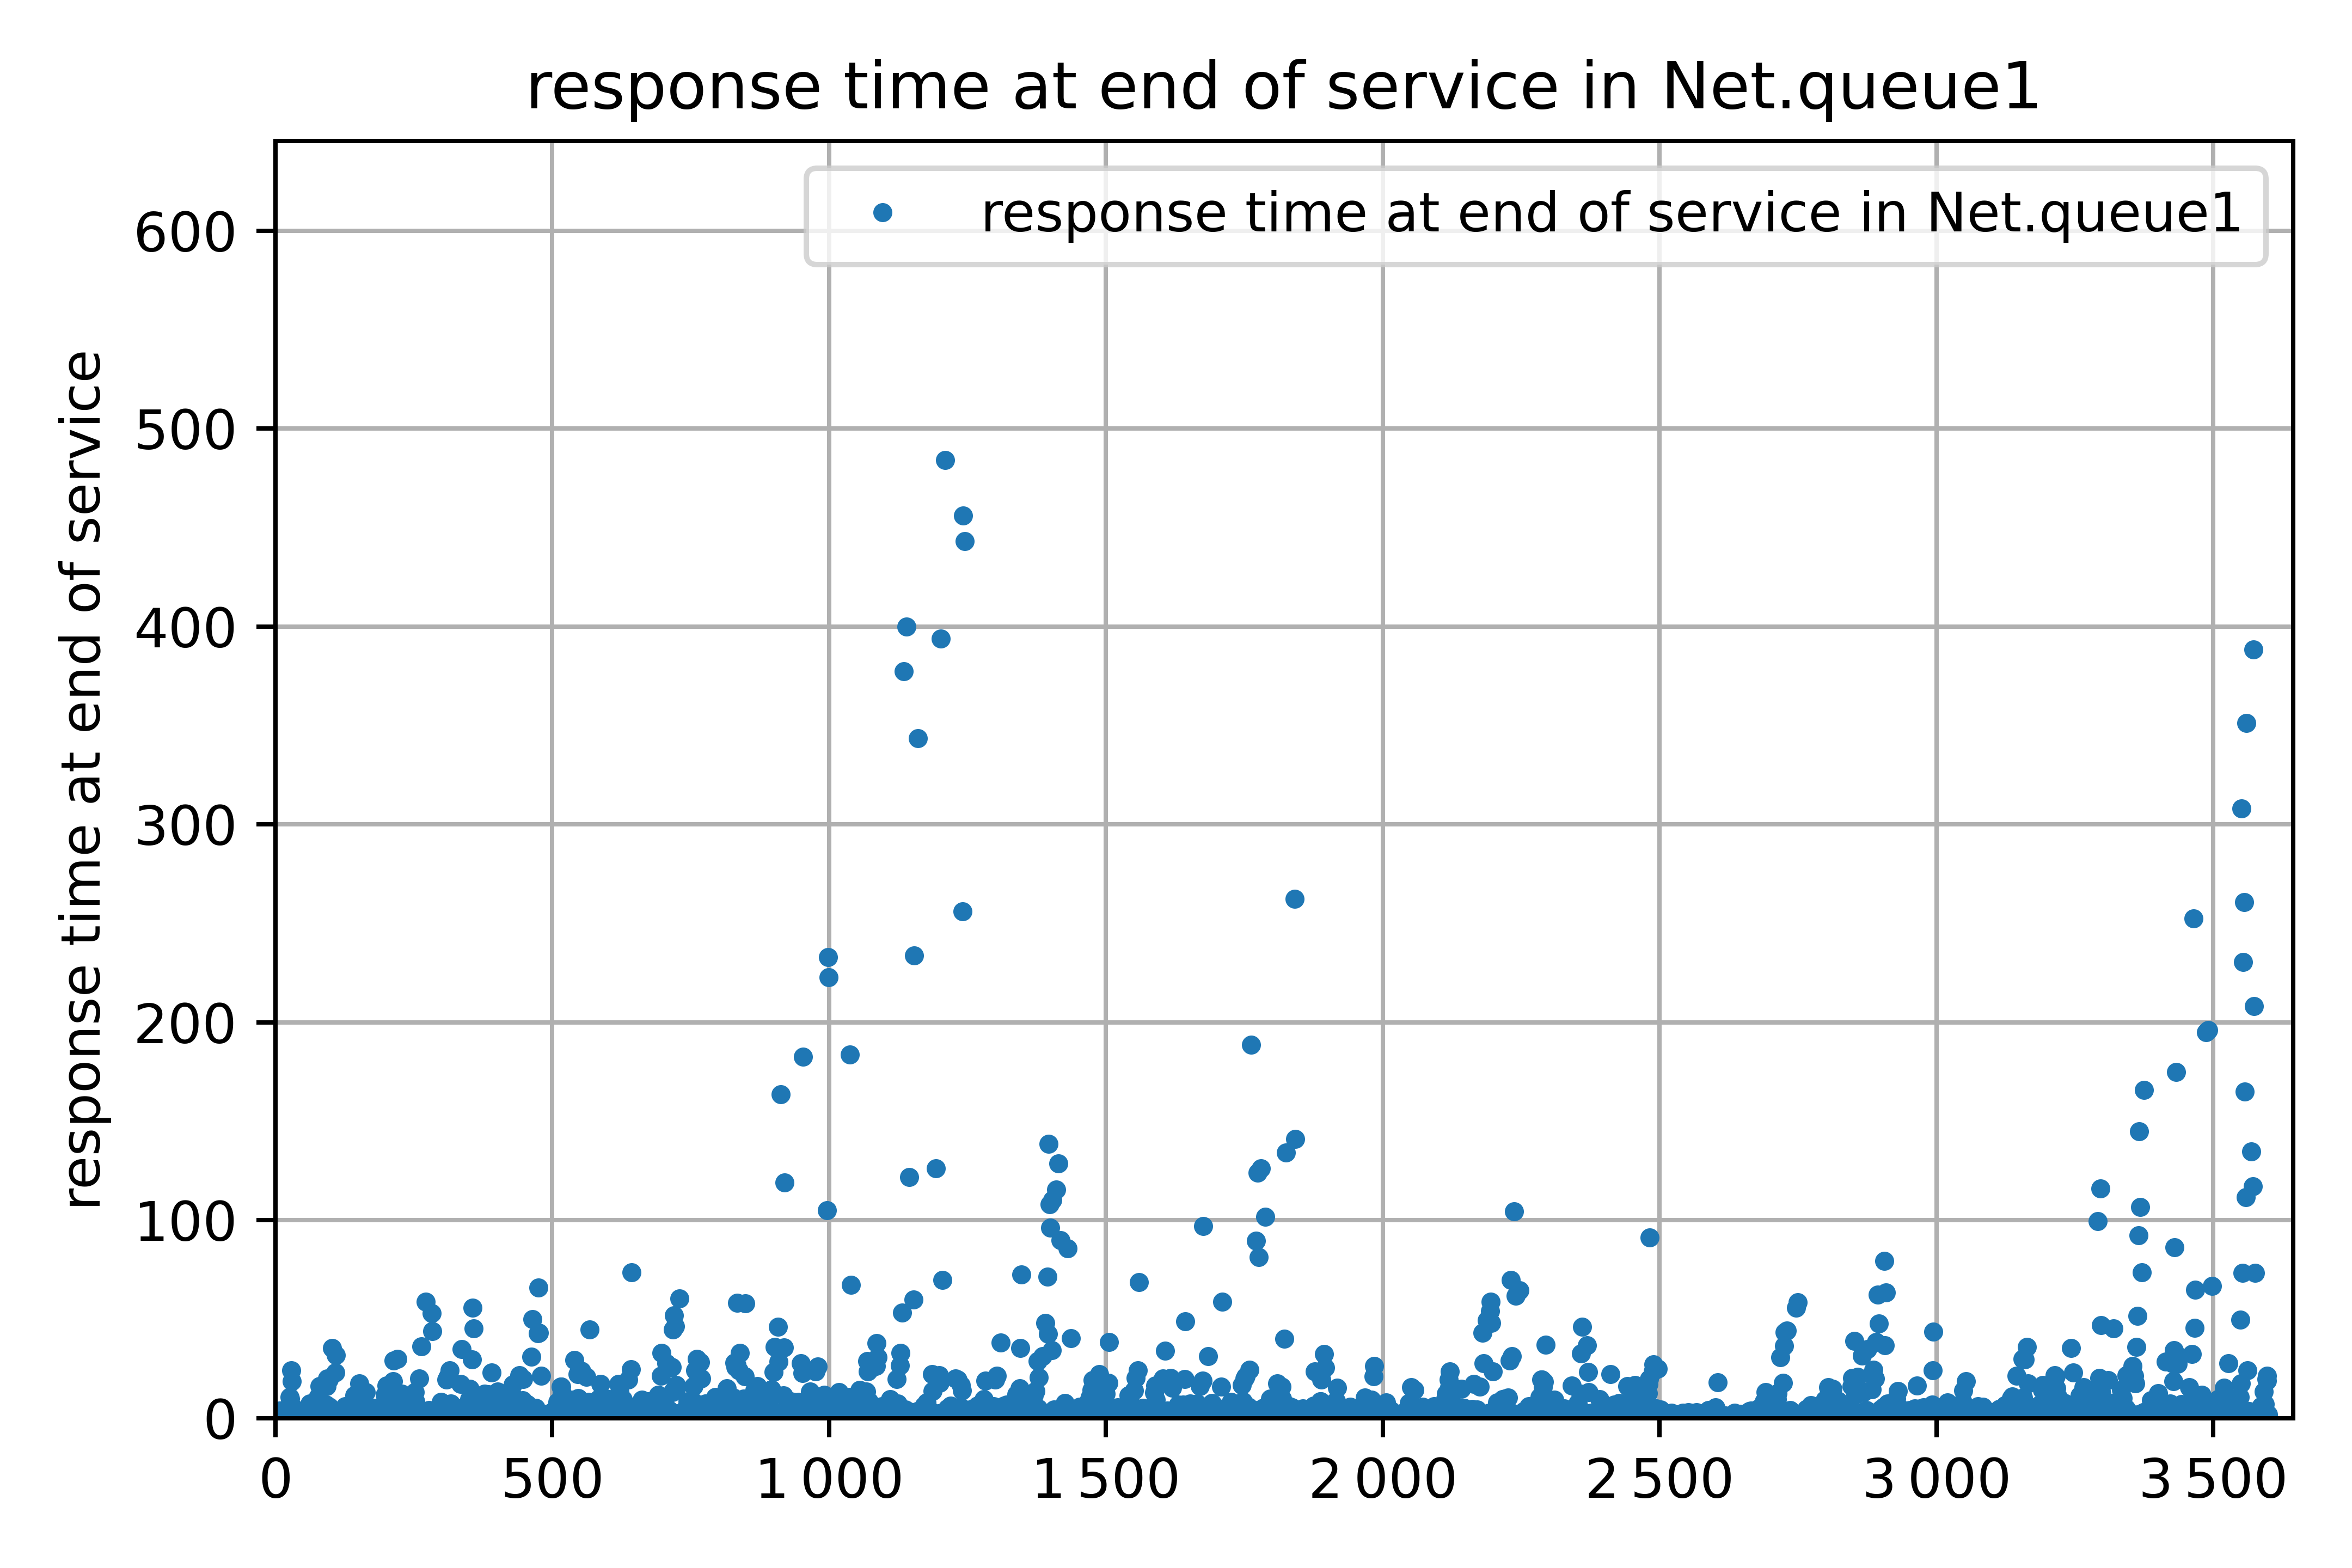 response time at end of service in Net.queue1
response time at end of service in Net.queue1
response time at end of service
600
500
400
300
200
100
0
0 500 1 000 1 500 2 000 2 500 3 000 3 500